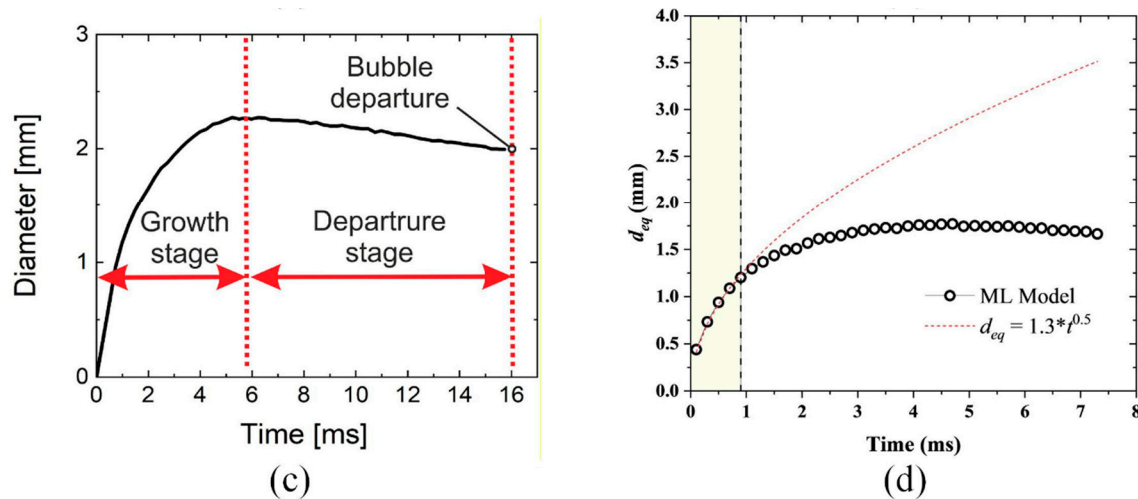 3
2
1
0
Diameter [mm]
Bubble
departure
Growth
stage
Departrure
stage
0 2 4 6 8 10 12 14 16
Time [ms]
(c)
4.0
3.5
3.0
2.5
2.0
1.5
1.0
0.5
0.0
d_eq (mm)
ML Model
d_eq = 1.3*t^0.5
0 1 2 3 4 5 6 7 8
Time (ms)
(d)